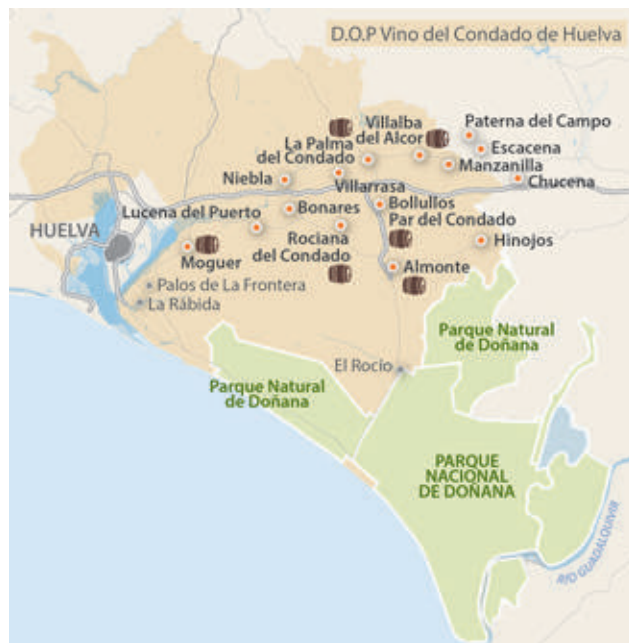 D.O.P Vino del Condado de Huelva
Villalba
del Alcor
Paterna del Campo
La Palma
del Condado
Escacena
Manzanilla
Niebla
Villarrasa
Chucena
Lucena del Puerto
Bonares
Bollullos
Par del Condado
HUELVA
Rociana
del Condado
Hinojos
Moguer
Almonte
Palos de La Frontera
La Rábida
Parque Natural
de Doñana
El Rocío
Parque Natural
de Doñana
PARQUE
NACIONAL
DE DOÑANA
RIO GUADALQUIVIR